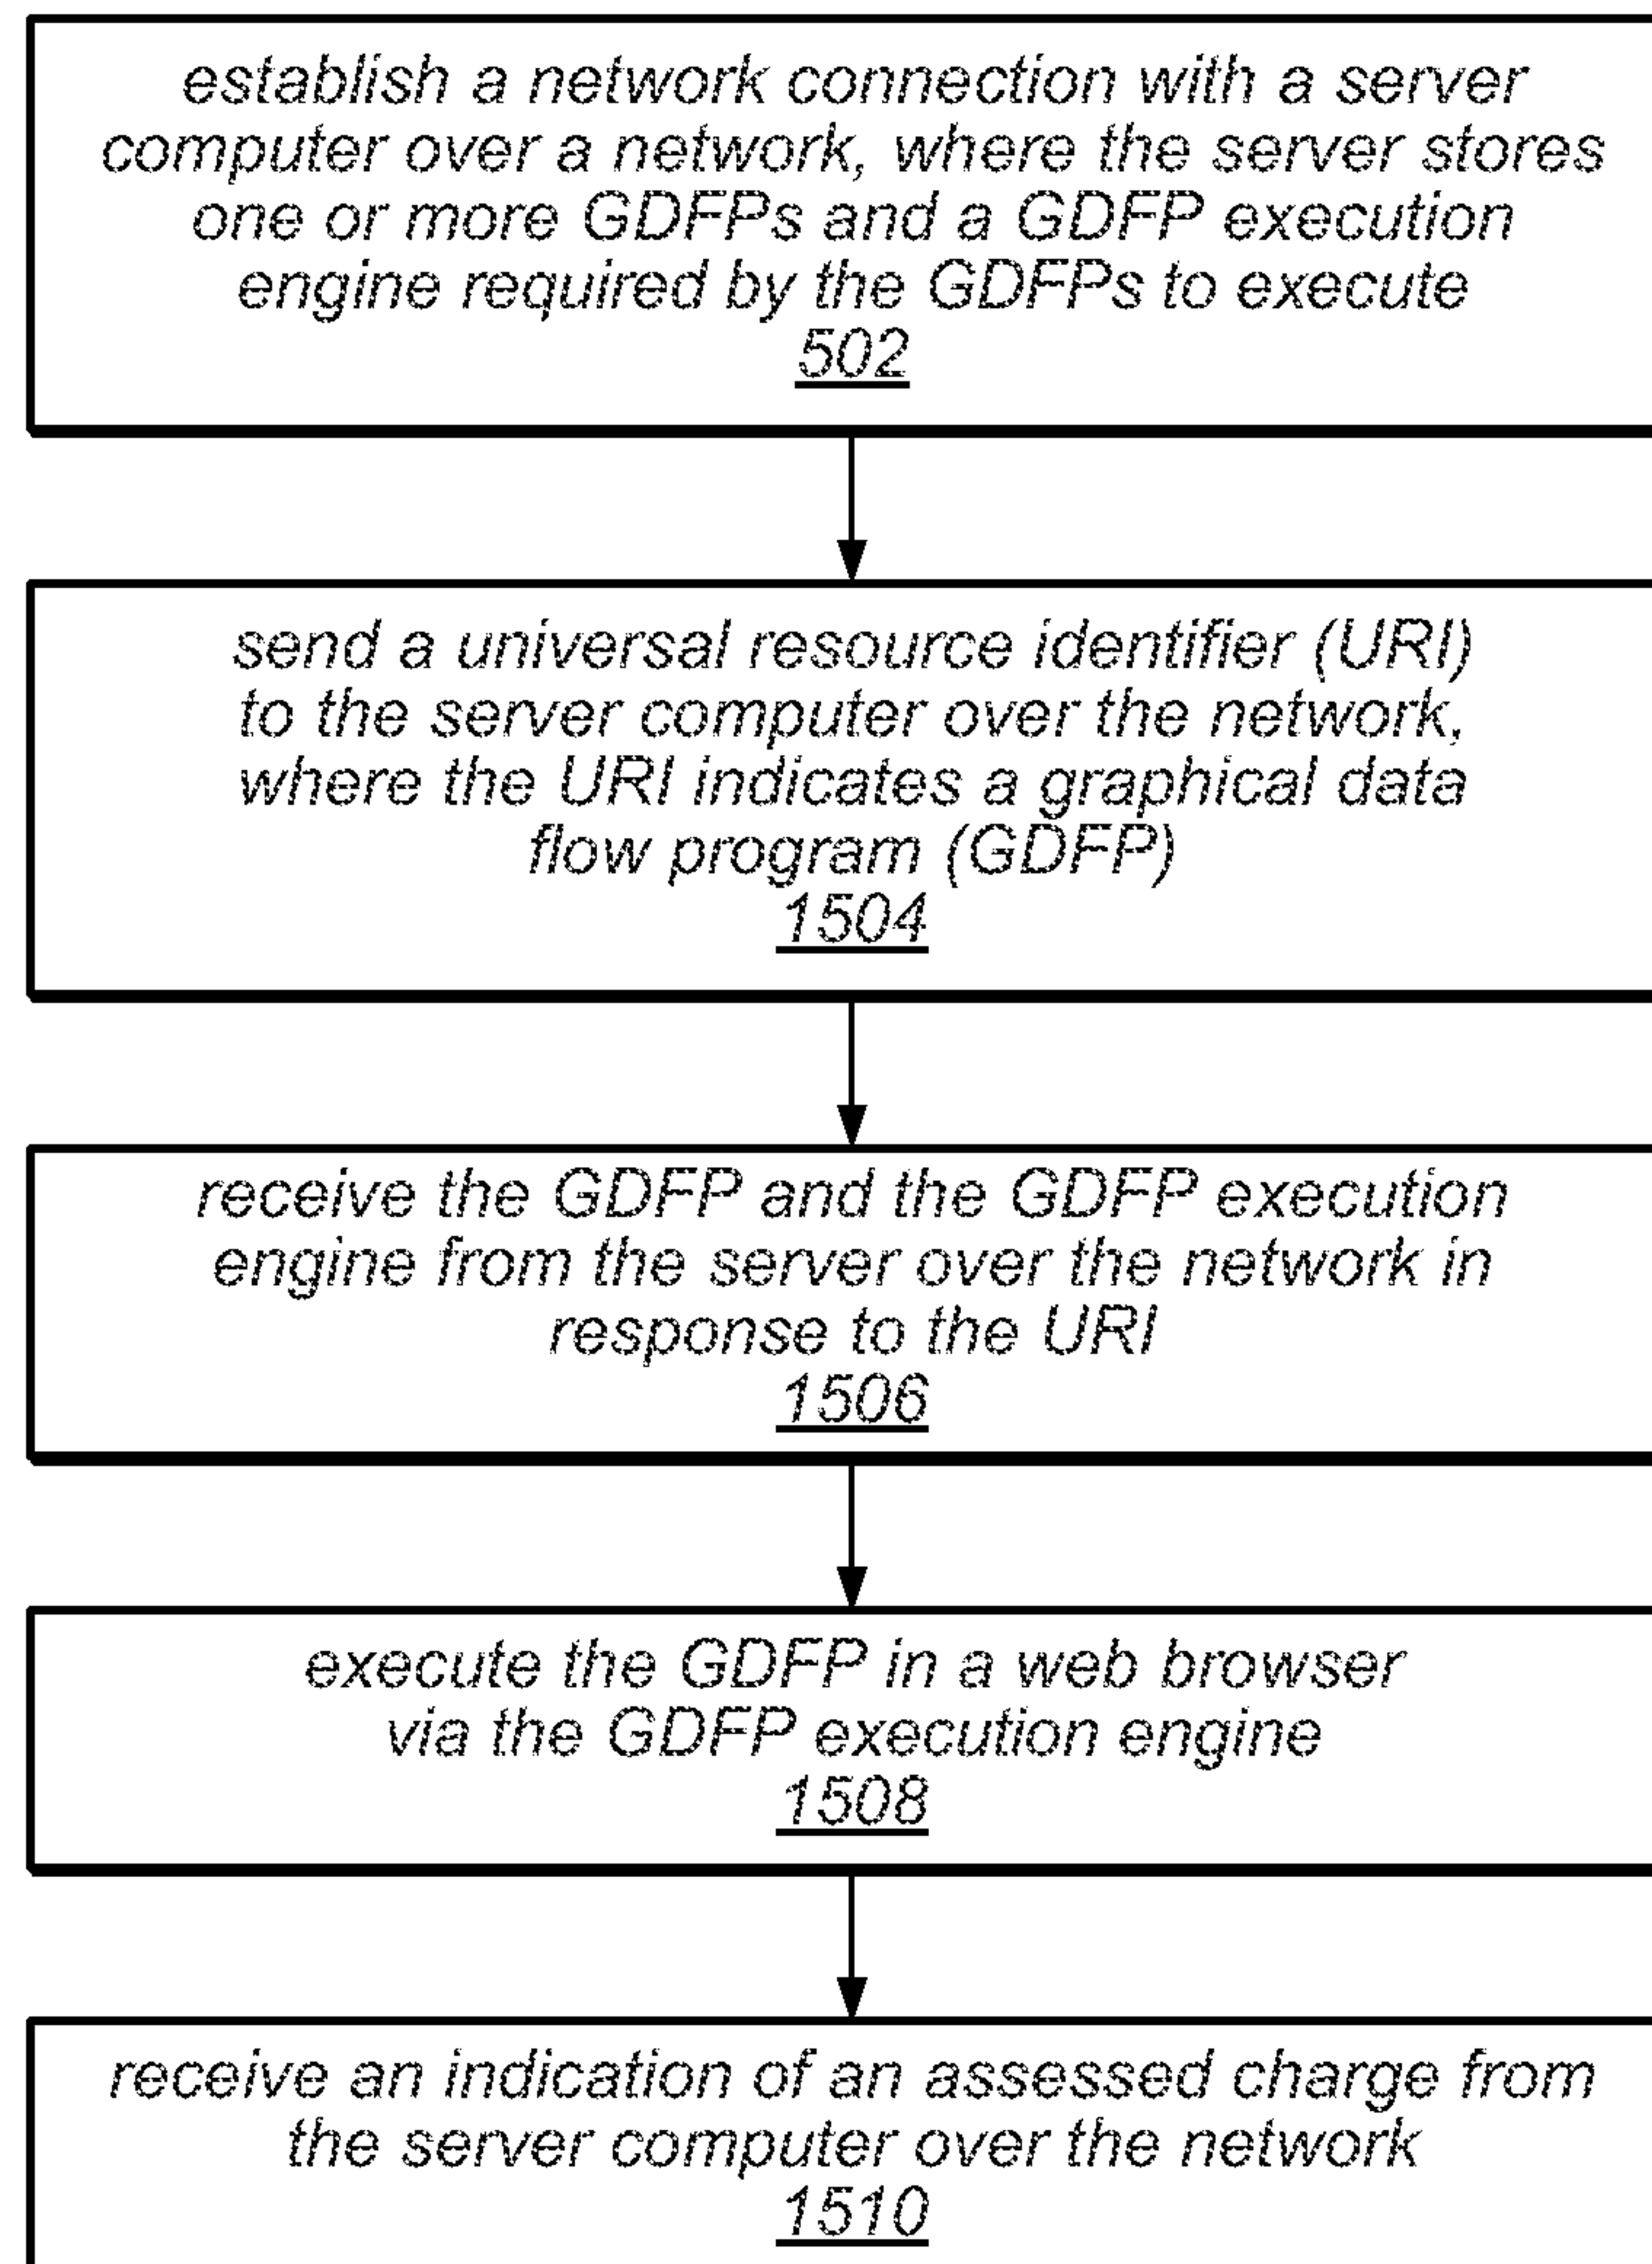 establish a network connection with a server
computer over a network, where the server stores
one or more GDFPs and a GDFP execution
engine required by the GDFPs to execute
502
send a universal resource identifier (URI)
to the server computer over the network,
where the URI indicates a graphical data
flow program (GDFP)
1504
receive the GDFP and the GDFP execution
engine from the server over the network in
response to the URI
1506
execute the GDFP in a web browser
via the GDFP execution engine
1508
receive an indication of an assessed charge from
the server computer over the network
1510